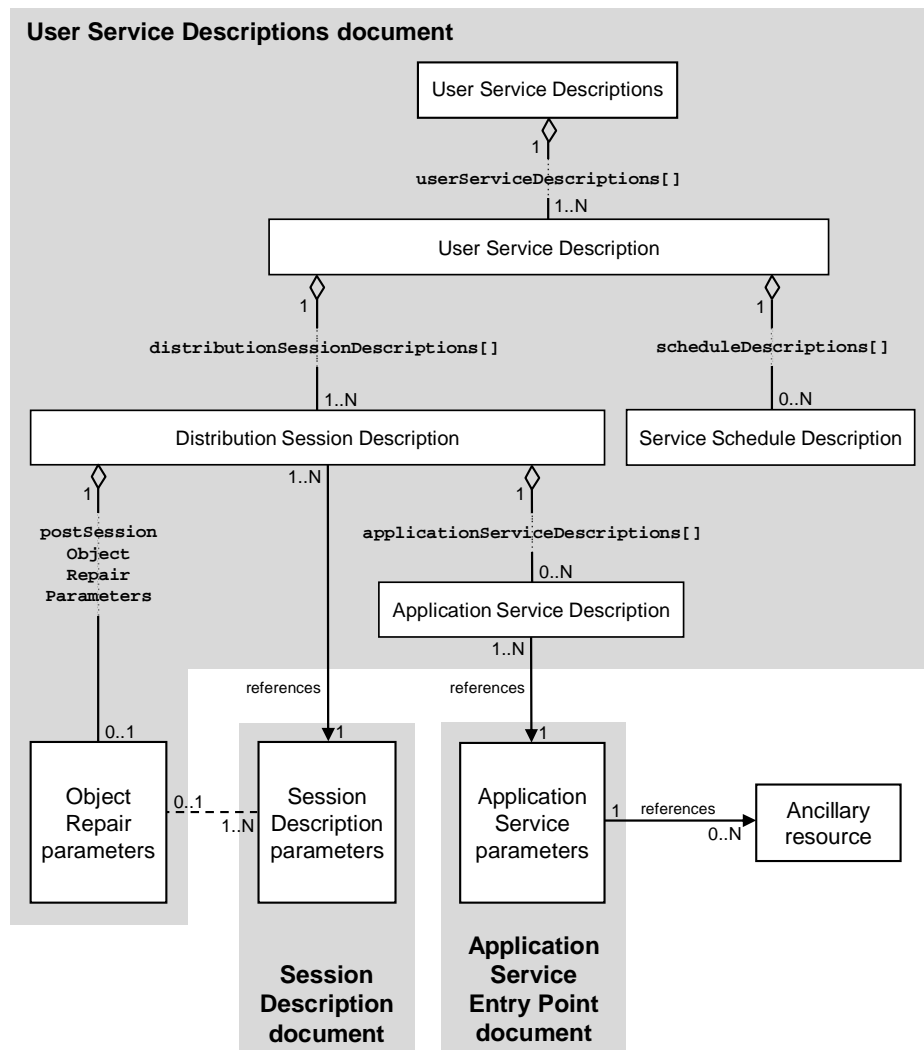 User Service Descriptions document
User Service Descriptions
1
userServiceDescriptions[]
1..N
User Service Description
1
1
distributionSessionDescriptions[]
scheduleDescriptions[]
1..N
0..N
Distribution Session Description
Service Schedule Description
1
1..N
1
postSession
Object
Repair
Parameters
applicationServiceDescriptions[]
0..N
Application Service Description
1..N
references
references
0..1
1
1
Object
Repair
parameters
0..1
1..N
Session
Description
parameters
Application
Service
parameters
1
references
0..N
Ancillary
resource
Session
Description
document
Application
Service
Entry Point
document